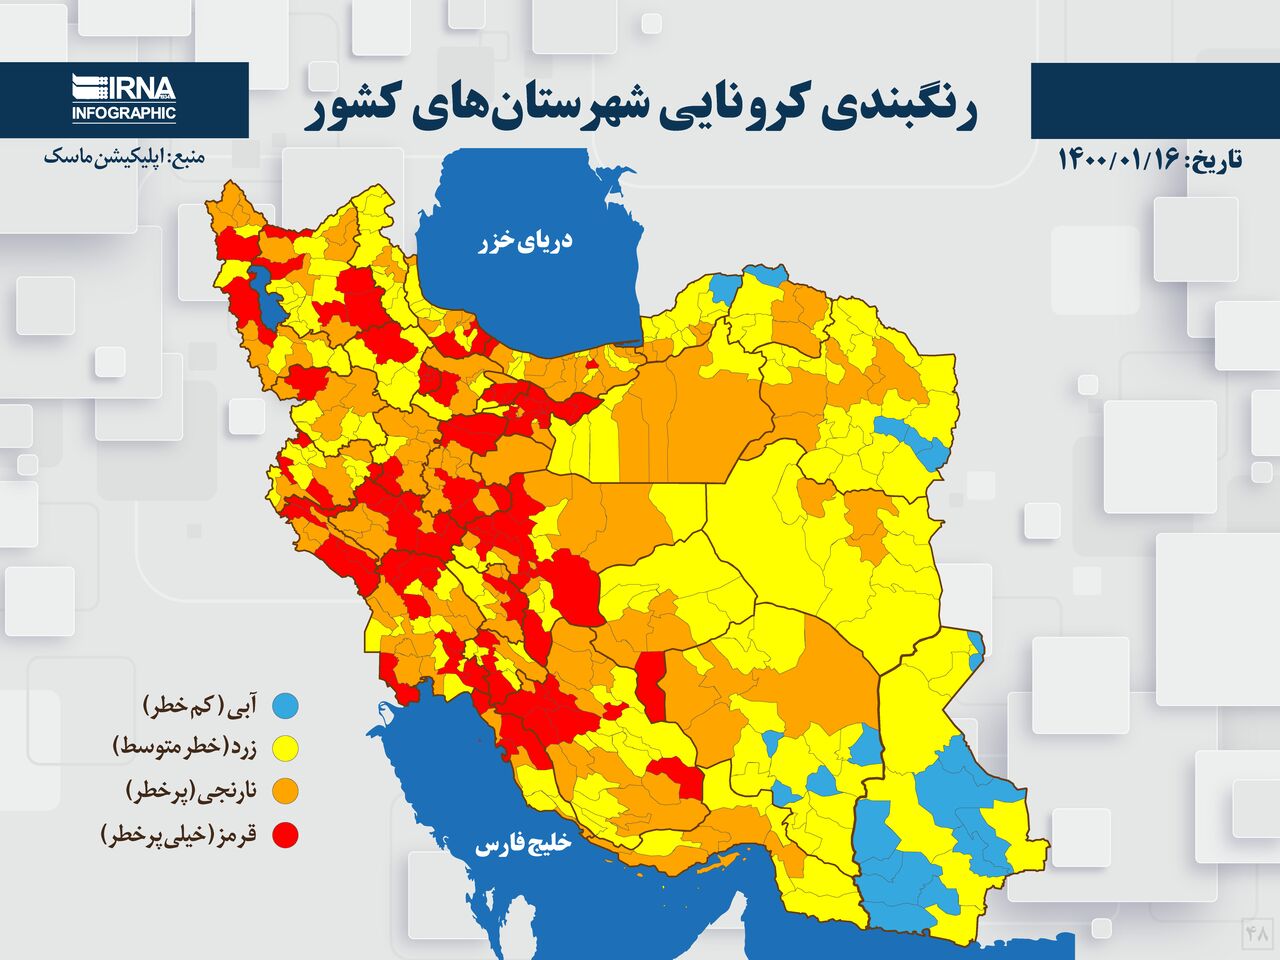 رنگبندی کرونایی شهرستان‌های کشور
IRNA
INFOGRAPHIC
تاریخ: ۱۴۰۰/۰۱/۱۶
منبع: اپلیکیشن ماسک
دریای خزر
آبی (کم خطر)
زرد (خطر متوسط)
نارنجی (پرخطر)
قرمز (خیلی پرخطر)
خلیج فارس
۴۸